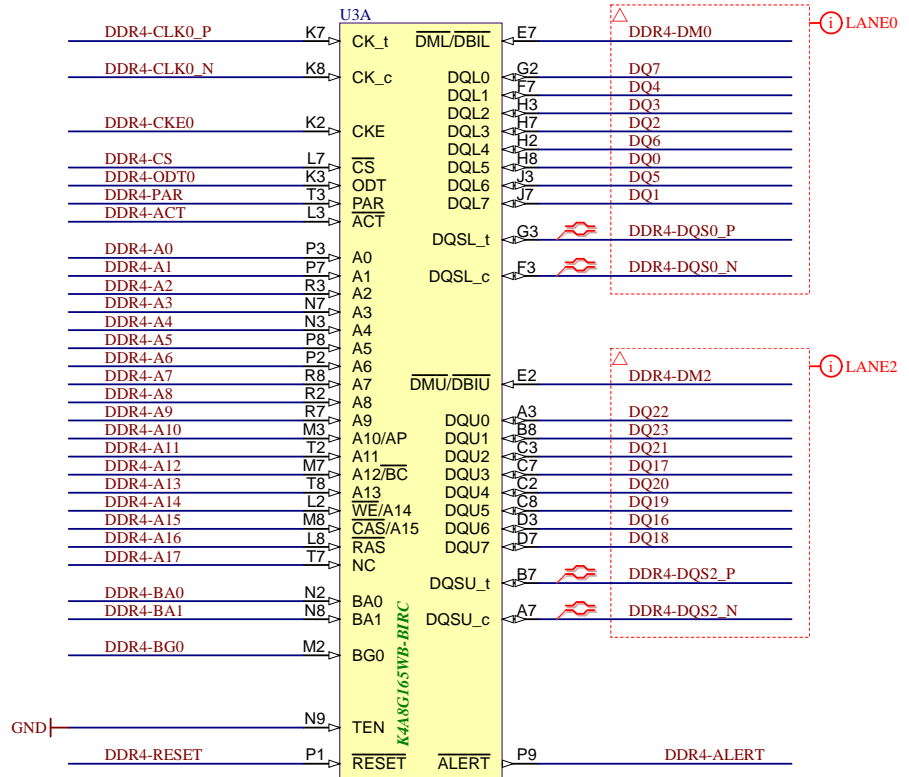 U3A
DDR4-CLK0_P K7 CK_t DML/DBIL E7 DDR4-DM0 LANE0
DDR4-CLK0_N K8 CK_c DQL0 G2 DQ7
DQL1 F7 DQ4
DQL2 H3 DQ3
DDR4-CKE0 K2 CKE DQL3 H7 DQ2
DQL4 H2 DQ6
DDR4-CS L7 CS DQL5 H8 DQ0
DDR4-ODT0 K3 ODT DQL6 J3 DQ5
DDR4-PAR T3 PAR DQL7 J7 DQ1
DDR4-ACT L3 ACT
DQSL_t G3 DDR4-DQS0_P
DDR4-A0 P3 A0
DDR4-A1 P7 A1 DQSL_c F3 DDR4-DQS0_N
DDR4-A2 R3 A2
DDR4-A3 N7 A3
DDR4-A4 N3 A4
DDR4-A5 P8 A5
DDR4-A6 P2 A6 LANE2
DDR4-A7 R8 A7 DMU/DBIU E2 DDR4-DM2
DDR4-A8 R2 A8
DDR4-A9 R7 A9 DQU0 A3 DQ22
DDR4-A10 M3 A10/AP DQU1 B8 DQ23
DDR4-A11 T2 A11 DQU2 C3 DQ21
DDR4-A12 M7 A12/BC DQU3 C7 DQ17
DDR4-A13 T8 A13 DQU4 C2 DQ20
DDR4-A14 L2 WE/A14 DQU5 C8 DQ19
DDR4-A15 M8 CAS/A15 DQU6 D3 DQ16
DDR4-A16 L8 RAS DQU7 D7 DQ18
DDR4-A17 T7 NC
DQSU_t B7 DDR4-DQS2_P
DDR4-BA0 N2 BA0
DDR4-BA1 N8 BA1 DQSU_c A7 DDR4-DQS2_N
DDR4-BG0 M2 BG0
K4A8G165WB-BIRC
GND N9 TEN
DDR4-RESET P1 RESET ALERT P9 DDR4-ALERT